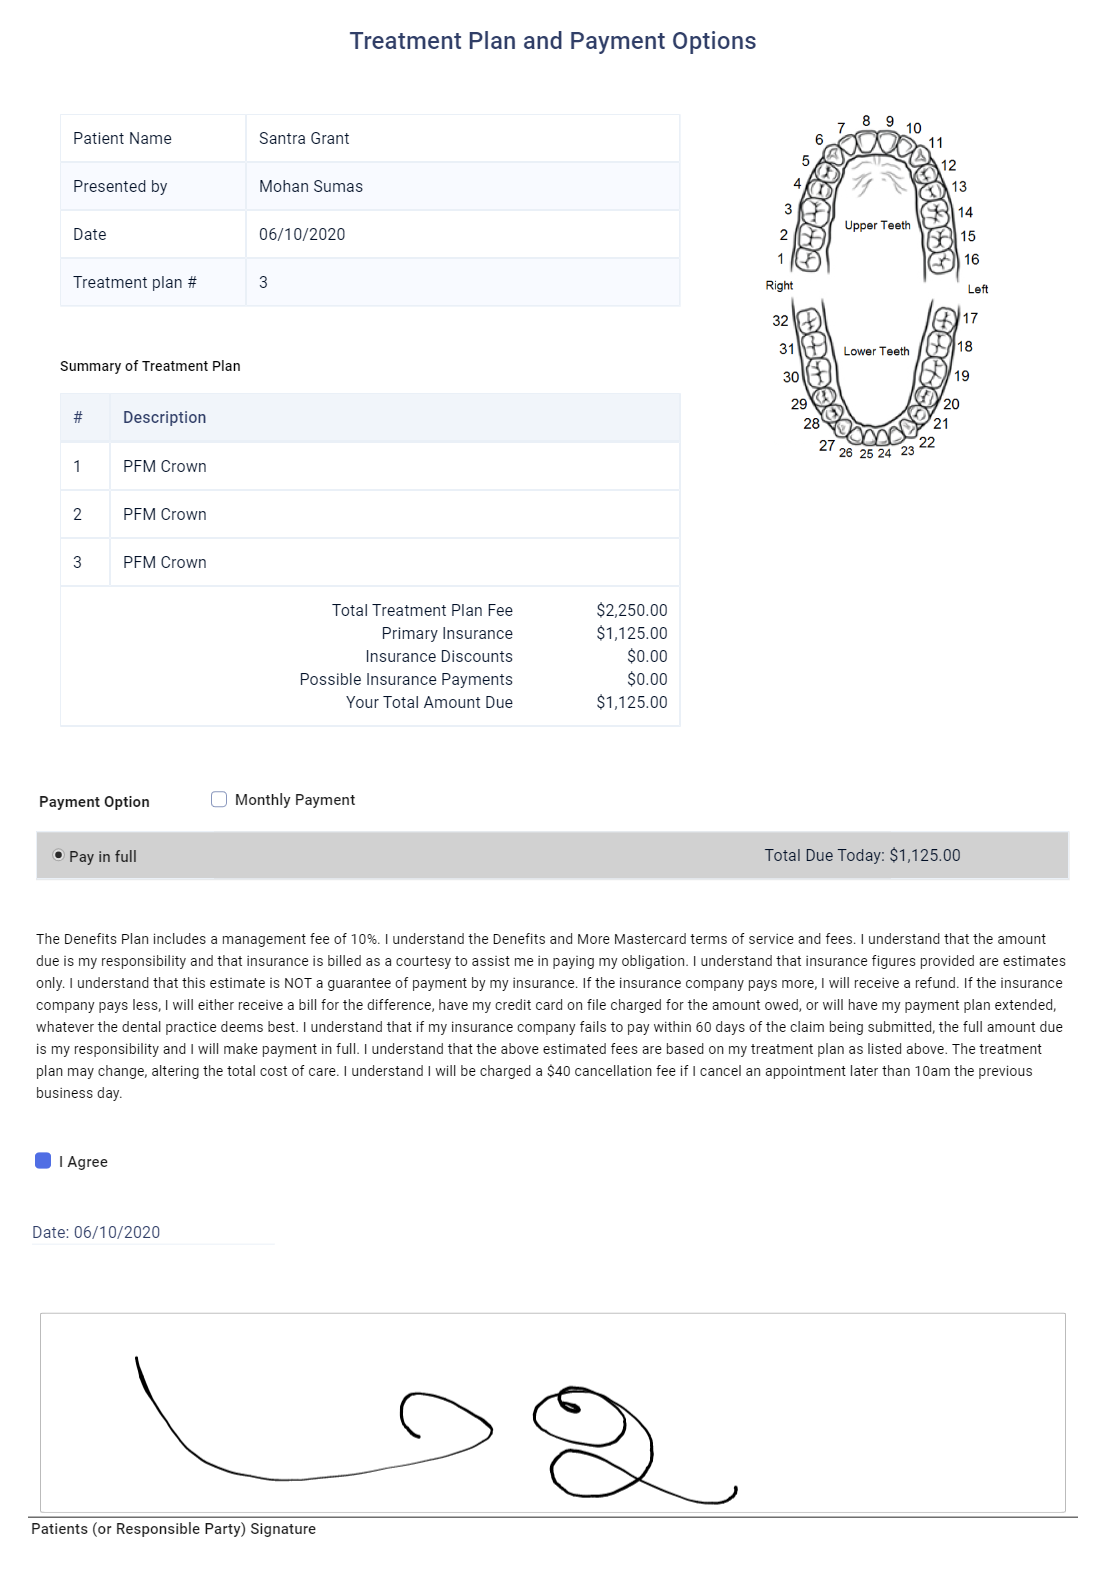 Treatment Plan and Payment Options
Patient Name Santra Grant
Presented by Mohan Sumas
Date 06/10/2020
Treatment plan # 3
7 8 9 10
6 11
5 12
4 13
3 14
2 15
1 16
Upper Teeth
Right Left
32 17
31 18
30 19
29 20
28 21
27 26 25 24 23 22
Lower Teeth
Summary of Treatment Plan
# Description
1 PFM Crown
2 PFM Crown
3 PFM Crown
Total Treatment Plan Fee $2,250.00
Primary Insurance $1,125.00
Insurance Discounts $0.00
Possible Insurance Payments $0.00
Your Total Amount Due $1,125.00
Payment Option Monthly Payment
Pay in full Total Due Today: $1,125.00
The Denefits Plan includes a management fee of 10%. I understand the Denefits and More Mastercard terms of service and fees. I understand that the amount
due is my responsibility and that insurance is billed as a courtesy to assist me in paying my obligation. I understand that insurance figures provided are estimates
only. I understand that this estimate is NOT a guarantee of payment by my insurance. If the insurance company pays more, I will receive a refund. If the insurance
company pays less, I will either receive a bill for the difference, have my credit card on file charged for the amount owed, or will have my payment plan extended,
whatever the dental practice deems best. I understand that if my insurance company fails to pay within 60 days of the claim being submitted, the full amount due
is my responsibility and I will make payment in full. I understand that the above estimated fees are based on my treatment plan as listed above. The treatment
plan may change, altering the total cost of care. I understand I will be charged a $40 cancellation fee if I cancel an appointment later than 10am the previous
business day.
I Agree
Date: 06/10/2020
Patients (or Responsible Party) Signature